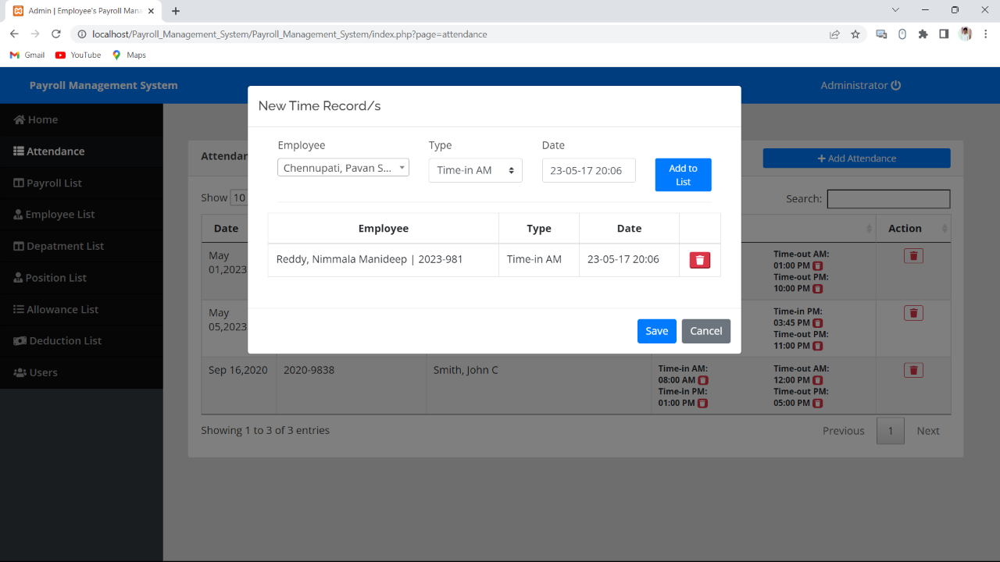 Admin | Employee's Payroll Mana
localhost/Payroll_Management_System/Payroll_Management_System/index.php?page=attendance
Gmail YouTube Maps
Payroll Management System
Administrator
Home
Attendance
Payroll List
Employee List
Depatment List
Position List
Allowance List
Deduction List
Users
New Time Record/s
Employee Type Date
Chennupati, Pavan S... Time-in AM 23-05-17 20:06
Add to
List
Employee Type Date
Reddy, Nimmala Manideep | 2023-981 Time-in AM 23-05-17 20:06
Save Cancel
Attendan
Add Attendance
Show 10
Search:
Date Action
May
01,2023
Time-out AM:
01:00 PM
Time-out PM:
10:00 PM
May
05,2023
Time-in PM:
03:45 PM
Time-out PM:
11:00 PM
Sep 16,2020 2020-9838 Smith, John C
Time-in AM: Time-out AM:
08:00 AM 12:00 PM
Time-in PM: Time-out PM:
01:00 PM 05:00 PM
Showing 1 to 3 of 3 entries
Previous 1 Next